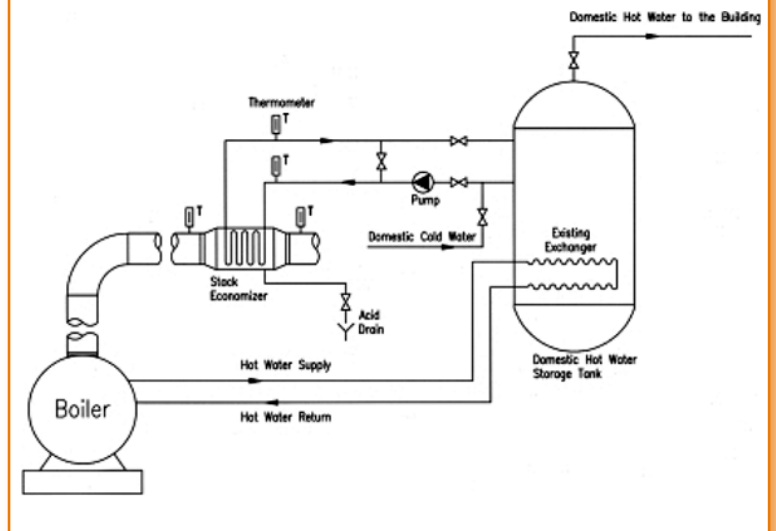 Domestic Hot Water to the Building
Thermometer
T
T
Pump
T
T
Domestic Cold Water
Existing
Exchanger
Stack
Economizer
Acid
Drain
Domestic Hot Water
Storage Tank
Hot Water Supply
Boiler
Hot Water Return